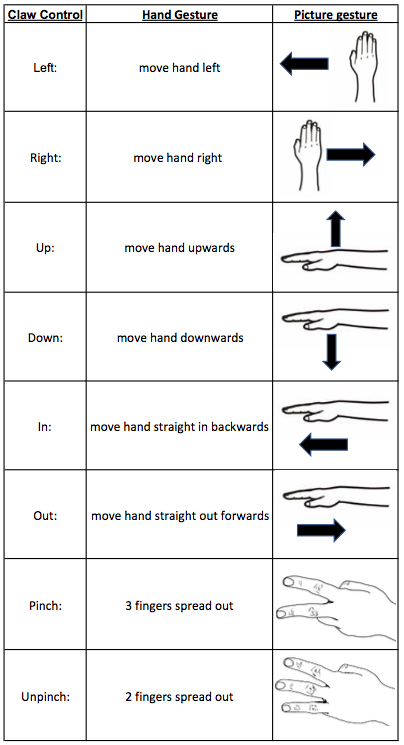 Claw Control Hand Gesture Picture gesture
Left: move hand left
Right: move hand right
Up: move hand upwards
Down: move hand downwards
In: move hand straight in backwards
Out: move hand straight out forwards
Pinch: 3 fingers spread out
Unpinch: 2 fingers spread out